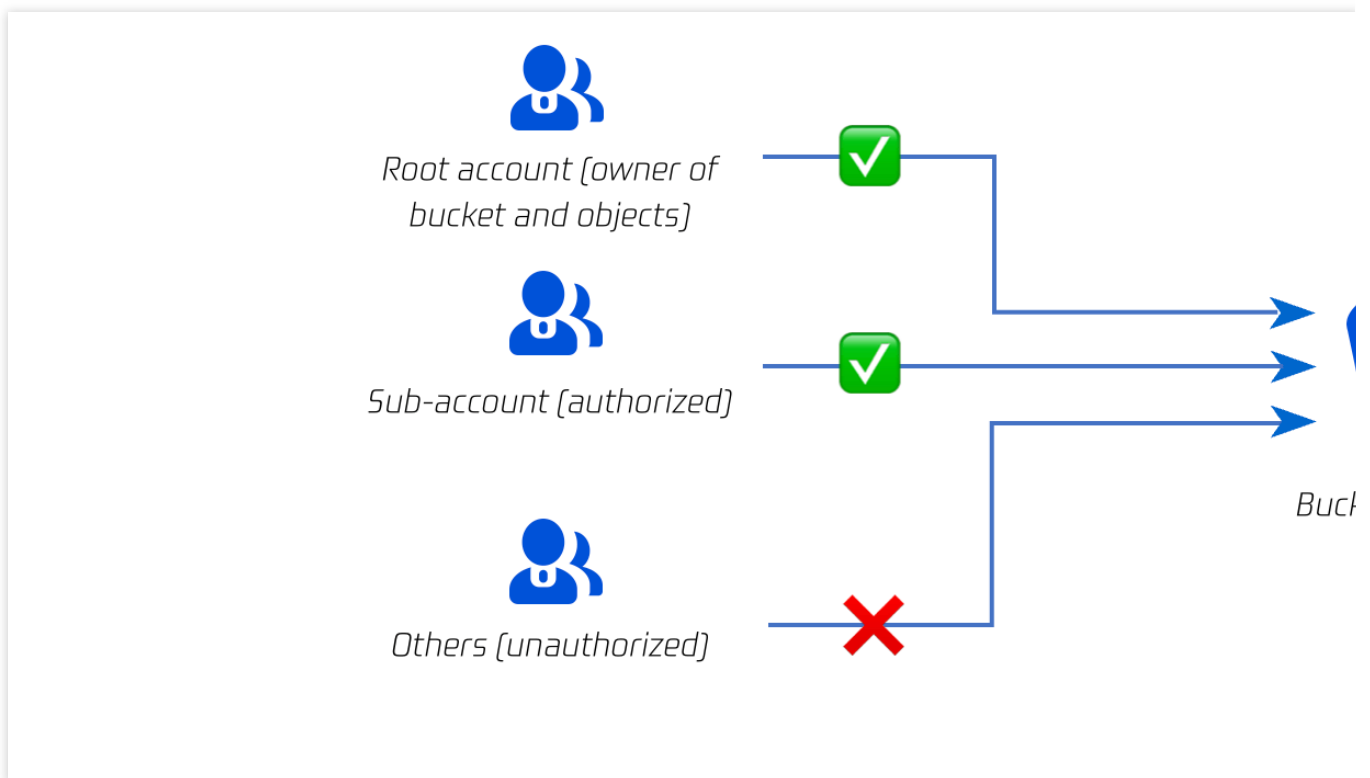 Root account (owner of
bucket and objects)
Sub-account (authorized)
Others (unauthorized)